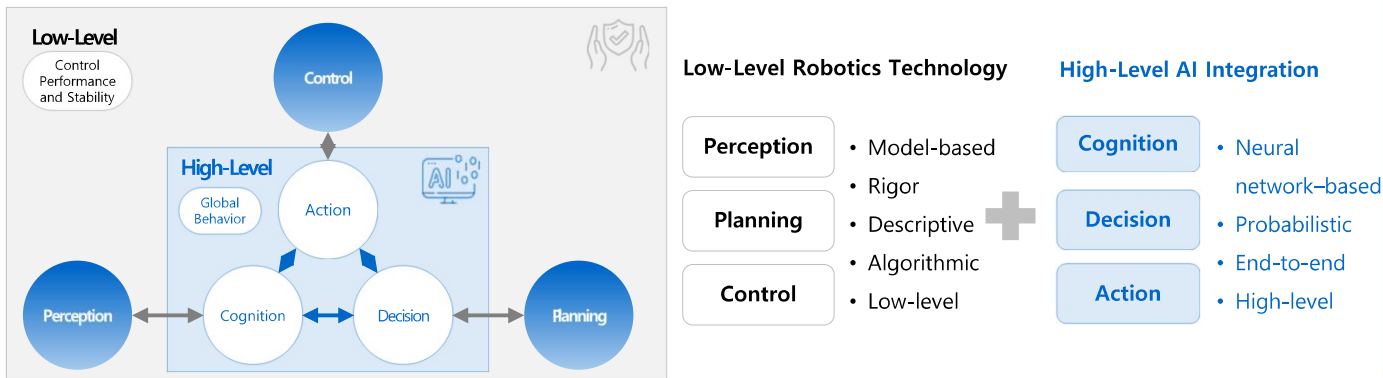 Low-Level
Control
Performance
and Stability
Control
High-Level
Global
Behavior
AI
Action
Perception
Cognition
Decision
Planning
Low-Level Robotics Technology
Perception
Planning
Control
• Model-based
• Rigor
• Descriptive
• Algorithmic
• Low-level
High-Level AI Integration
Cognition
Decision
Action
• Neural
network–based
• Probabilistic
• End-to-end
• High-level